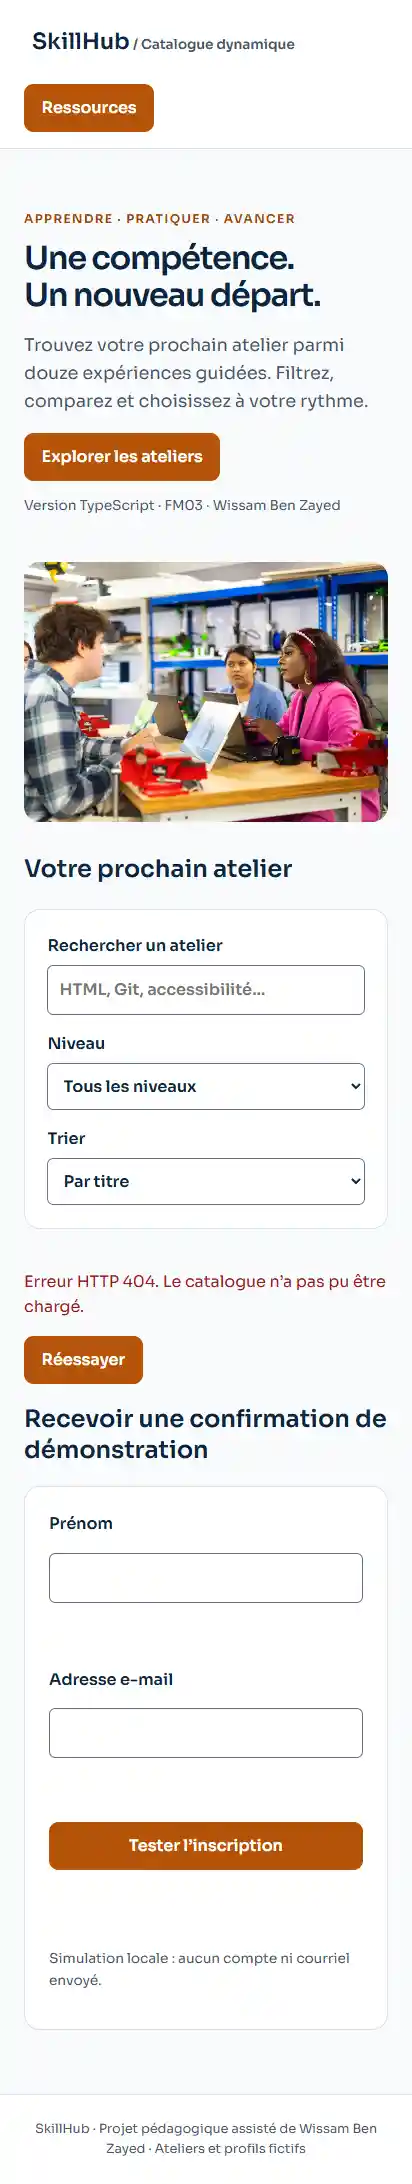 SkillHub / Catalogue dynamique
Ressources
APPRENDRE · PRATIQUER · AVANCER
Une compétence.
Un nouveau départ.
Trouvez votre prochain atelier parmi
douze expériences guidées. Filtrez,
comparez et choisissez à votre rythme.
Explorer les ateliers
Version TypeScript · FM03 · Wissam Ben Zayed
Votre prochain atelier
Rechercher un atelier
HTML, Git, accessibilité…
Niveau
Tous les niveaux
Trier
Par titre
Erreur HTTP 404. Le catalogue n’a pas pu être
chargé.
Réessayer
Recevoir une confirmation de
démonstration
Prénom
Adresse e-mail
Tester l’inscription
Simulation locale : aucun compte ni courriel
envoyé.
SkillHub · Projet pédagogique assisté de Wissam Ben
Zayed · Ateliers et profils fictifs